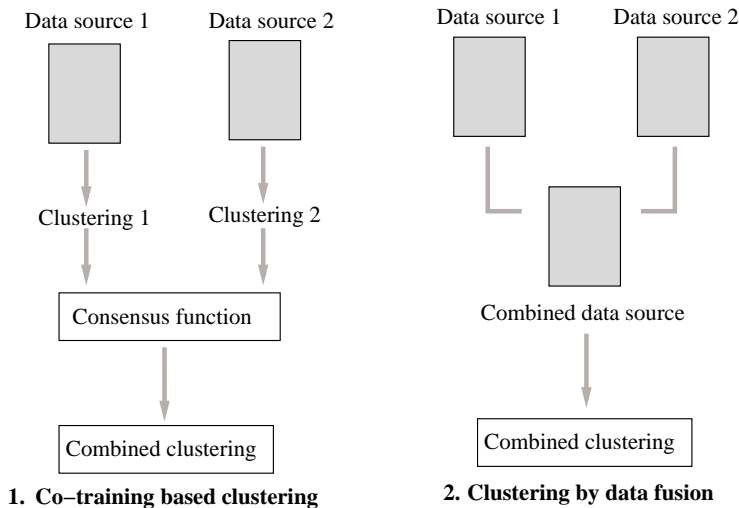 Data source 1
Data source 2
Clustering 1
Clustering 2
Consensus function
Combined clustering
1. Co−training based clustering
Data source 1
Data source 2
Combined data source
Combined clustering
2. Clustering by data fusion